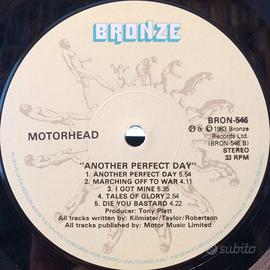 BRONZE
MOTORHEAD
BRON-546
℗ & © 1983 Bronze
Records Ltd.
(BRON-546 B)
STEREO
33 RPM
"ANOTHER PERFECT DAY"
1. ANOTHER PERFECT DAY 5.54
2. MARCHING OFF TO WAR 4.11
3. I GOT MINE 5.35
4. TALES OF GLORY 2.54
5. DIE YOU BASTARD 4.22
Producer: Tony Platt
All tracks written by: Kilmister/Taylor/Robertson
All tracks published by: Motor Music Limited
subito